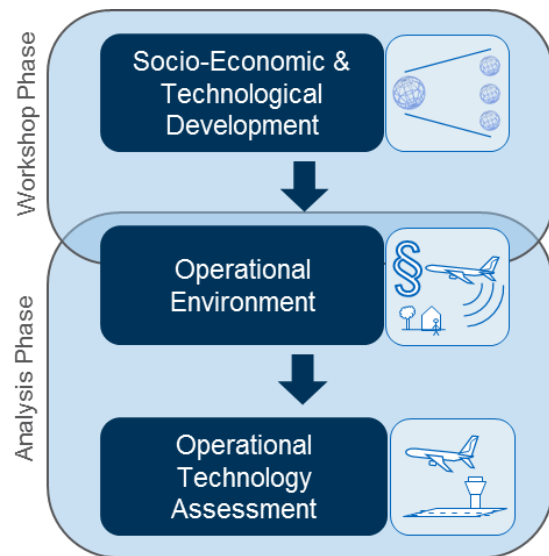 Workshop Phase
Socio-Economic &
Technological
Development
Analysis Phase
§
Operational
Environment
Operational
Technology
Assessment